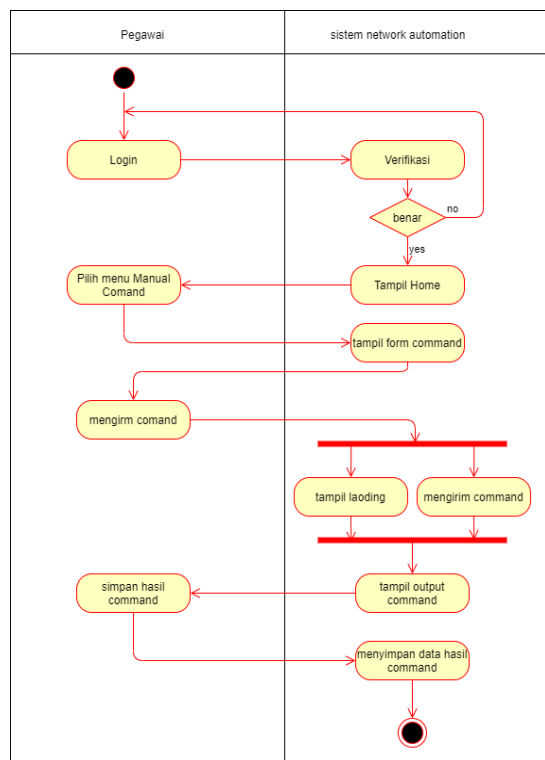 Pegawai
sistem network automation
Login
Verifikasi
benar
no
yes
Pilih menu Manual
Comand
Tampil Home
tampil form command
mengirm comand
tampil laoding
mengirim command
simpan hasil
command
tampil output
command
menyimpan data hasil
command